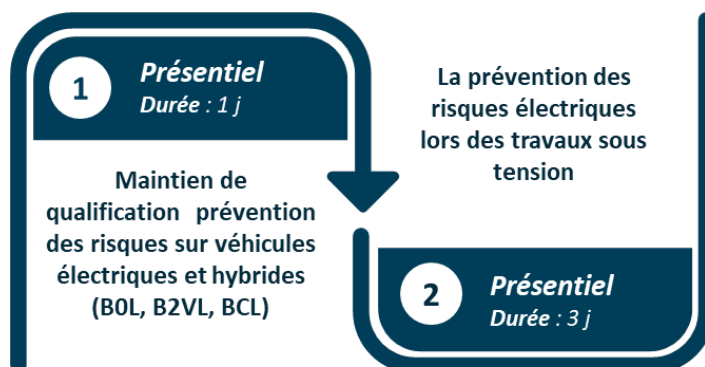 1
Présentiel
Durée : 1 j
Maintien de
qualification prévention
des risques sur véhicules
électriques et hybrides
(B0L, B2VL, BCL)
La prévention des
risques électriques
lors des travaux sous
tension
2
Présentiel
Durée : 3 j